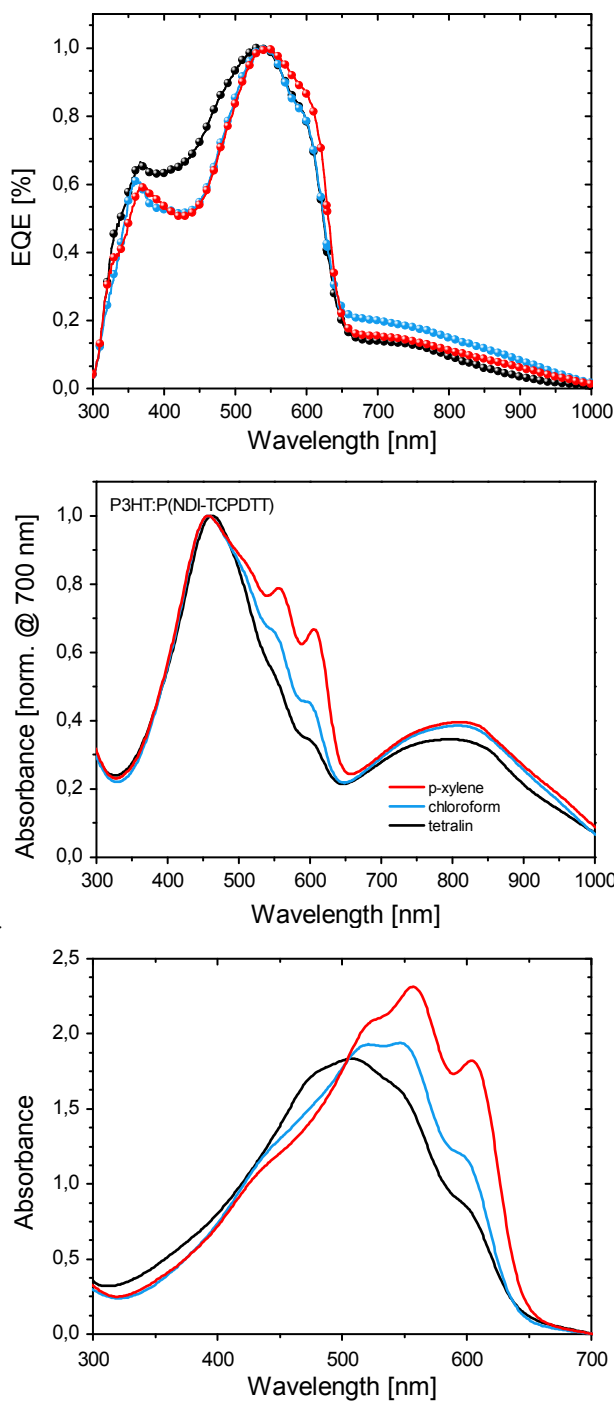 1,0
0,8
0,6
0,4
0,2
0,0
EQE [%]
300 400 500 600 700 800 900 1000
Wavelength [nm]
P3HT:P(NDI-TCPDTT)
1,0
0,8
0,6
0,4
0,2
0,0
Absorbance [norm. @ 700 nm]
p-xylene
chloroform
tetralin
300 400 500 600 700 800 900 1000
Wavelength [nm]
2,5
2,0
1,5
1,0
0,5
0,0
Absorbance
300 400 500 600 700
Wavelength [nm]